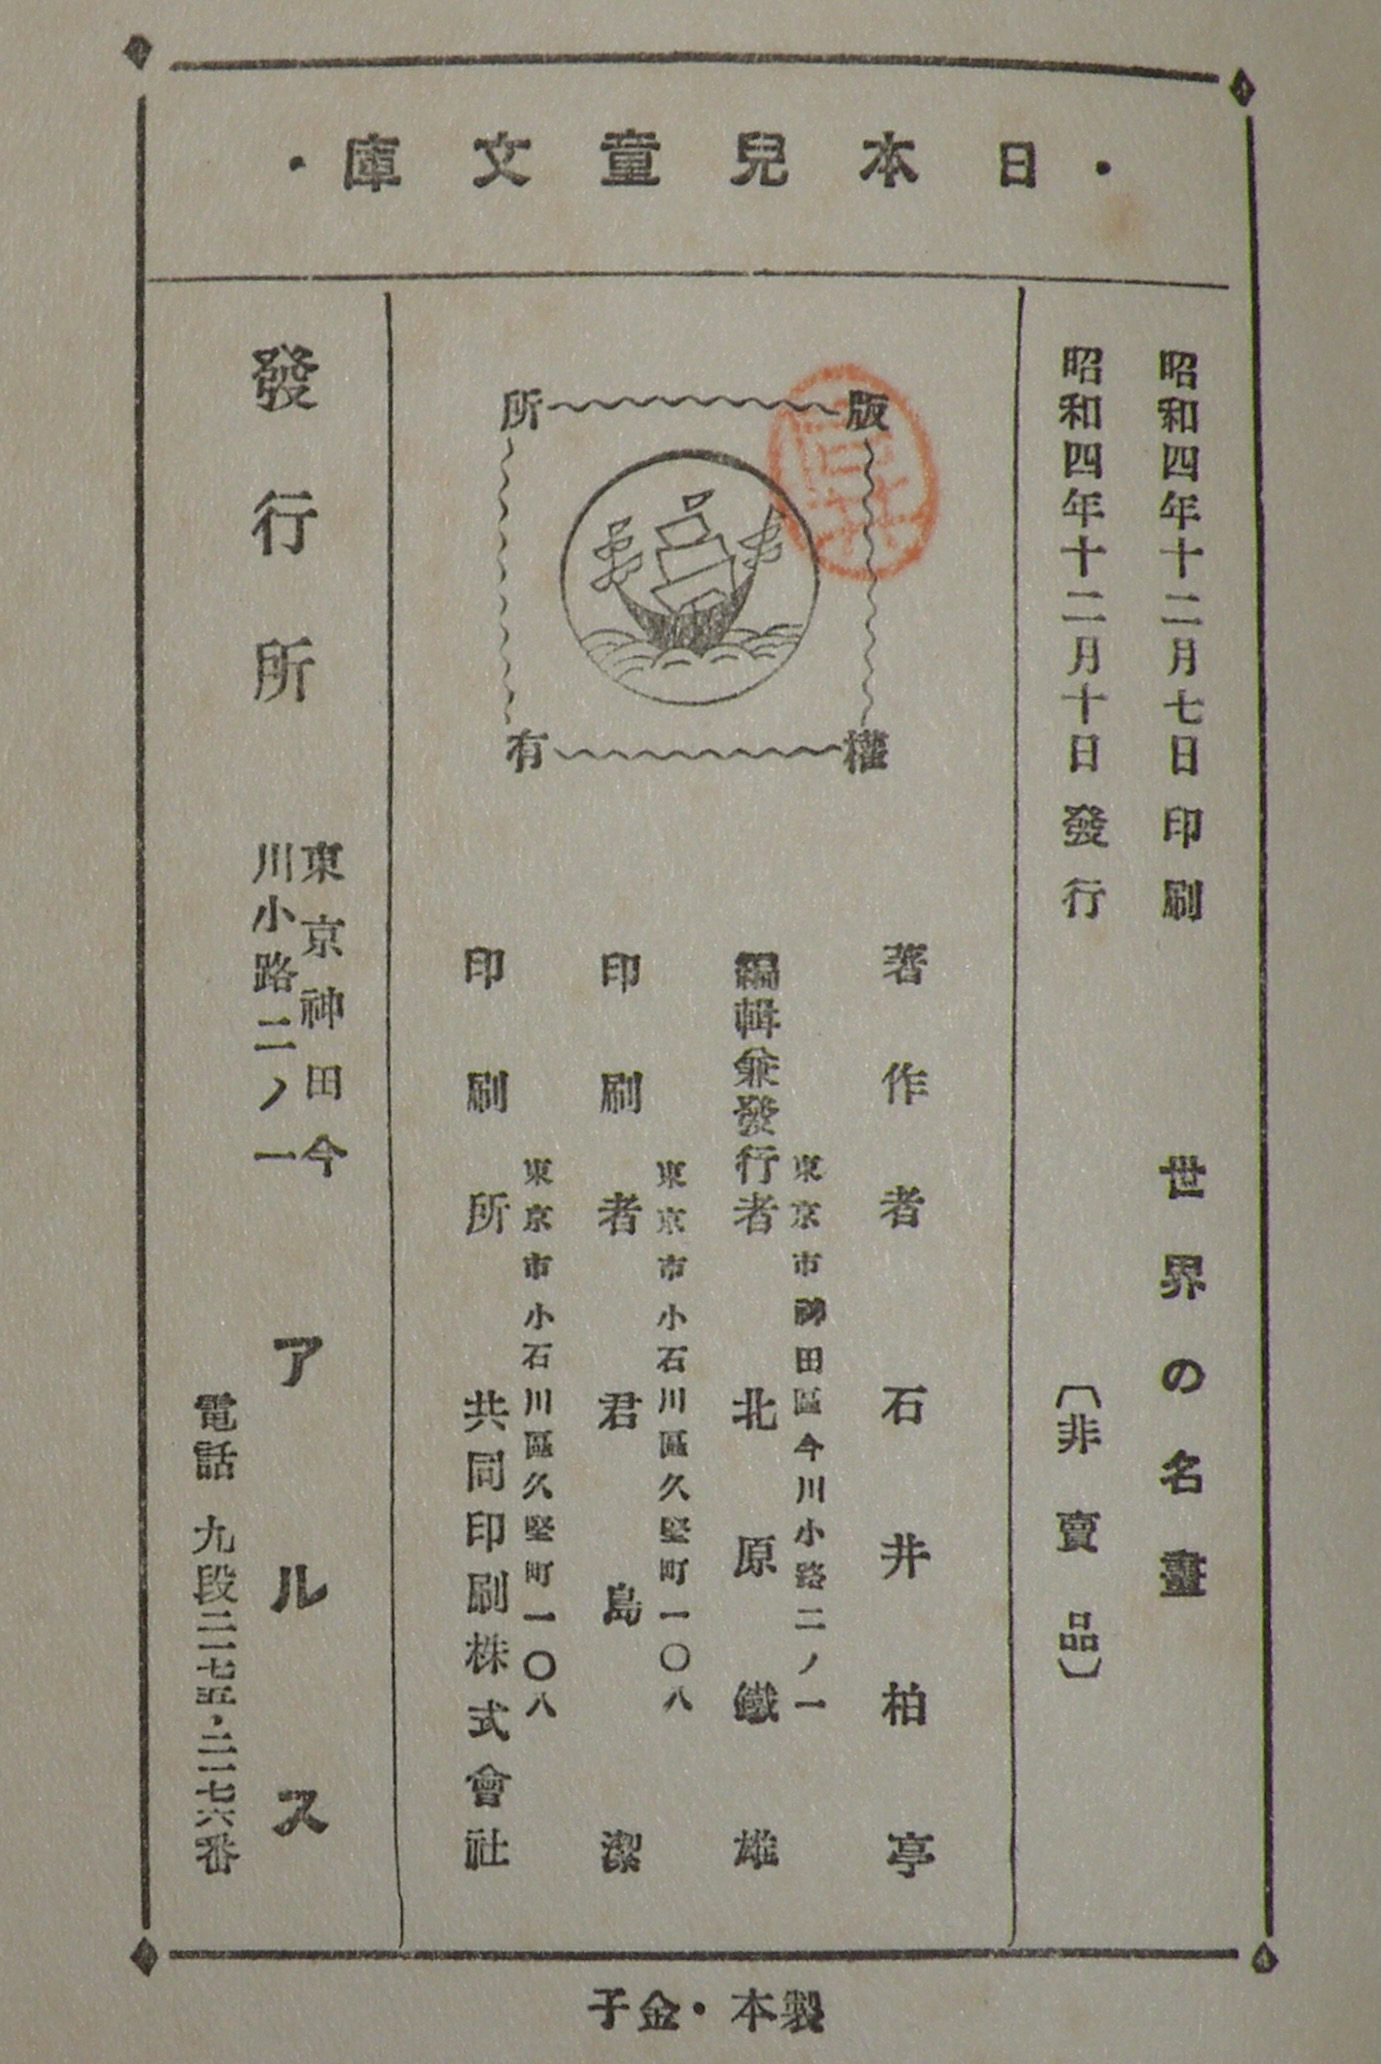 ・日本兒童文庫・
昭和四年十二月七日印刷
昭和四年十二月十日發行
世界の名畫
〔非賣品〕
版權所有
著作者 石井柏亭
東京市神田區今川小路二ノ一
編輯兼發行者 北原鐵雄
東京市小石川區久堅町一〇八
印刷者 君島潔
東京市小石川區久堅町一〇八
印刷所 共同印刷株式會社
發行所
東京神田今
川小路二ノ一
アルス
電話 九段二一七五・二一七六番
製本・金子